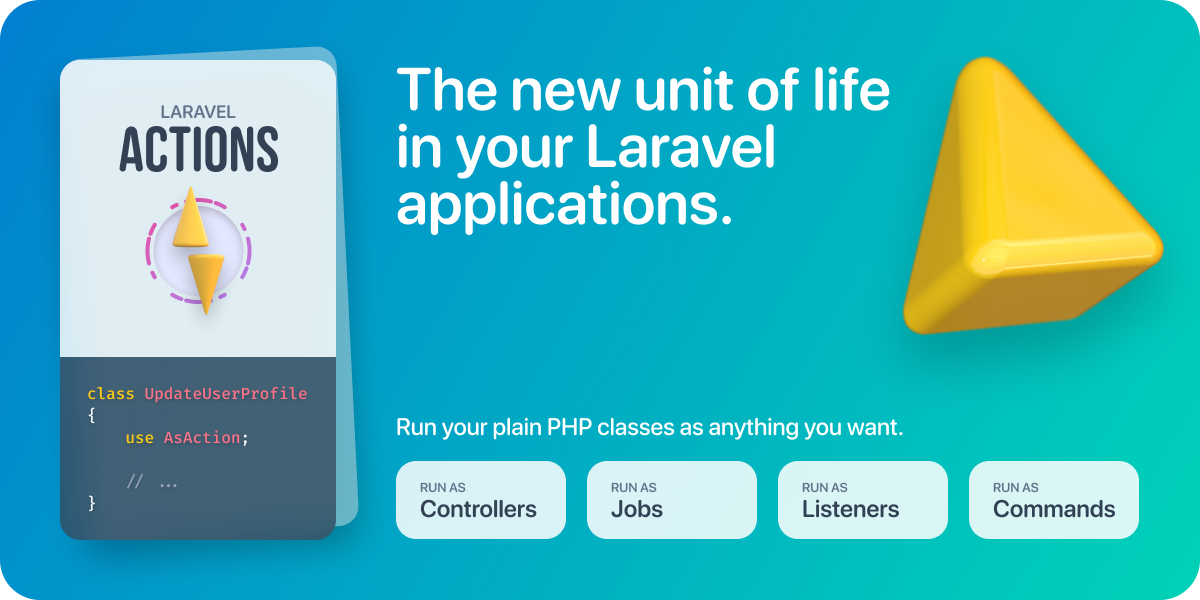 LARAVEL
ACTIONS
class UpdateUserProfile
{
    use AsAction;
    // ...
}
The new unit of life
in your Laravel
applications.
Run your plain PHP classes as anything you want.
RUN AS
Controllers
RUN AS
Jobs
RUN AS
Listeners
RUN AS
Commands